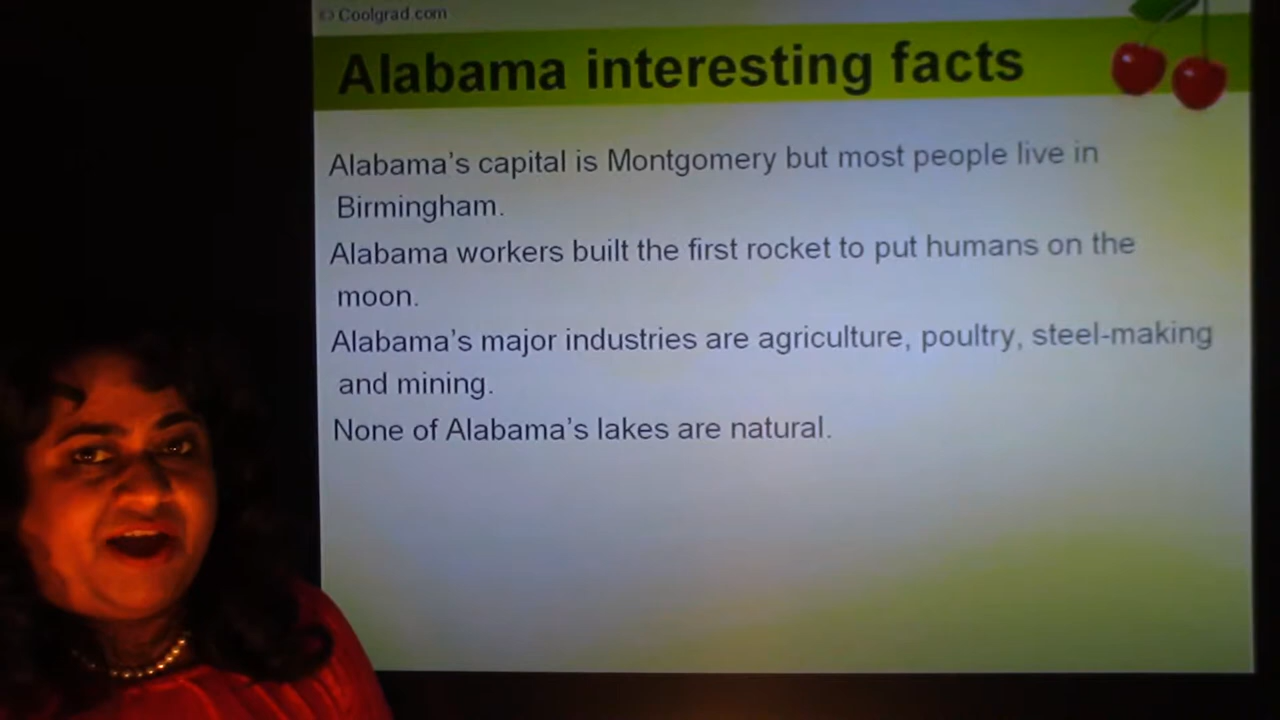 © Coolgrad.com
Alabama interesting facts
Alabama's capital is Montgomery but most people live in
Birmingham.
Alabama workers built the first rocket to put humans on the
moon.
Alabama's major industries are agriculture, poultry, steel-making
and mining.
None of Alabama's lakes are natural.